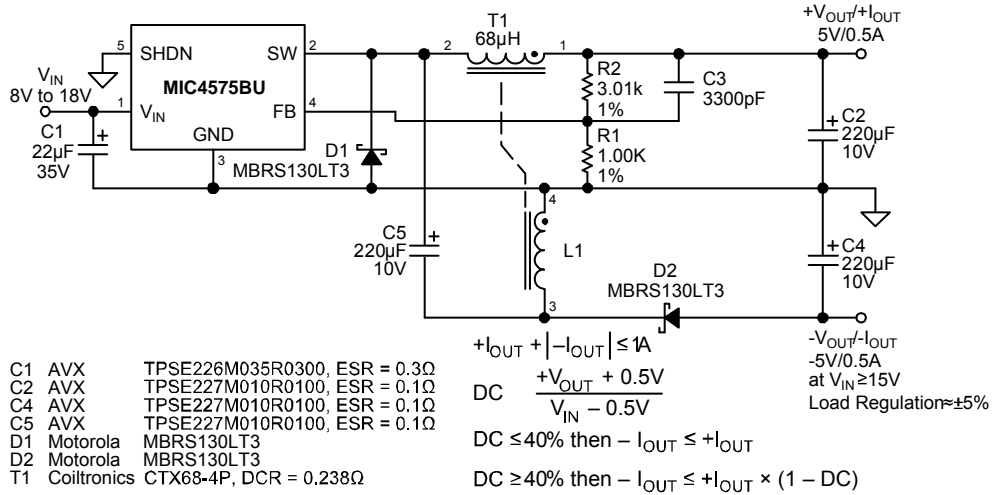 T1
68μH
+VOUT/+IOUT
5V/0.5A
5 SHDN SW 2
2 1
MIC4575BU
VIN
8V to 18V
1 VIN FB 4
GND
3
C1
22μF
35V
R2
3.01k
1%
C3
3300pF
R1
1.00K
1%
D1
MBRS130LT3
C2
220μF
10V
4
C5
220μF
10V
L1
3
D2
MBRS130LT3
C4
220μF
10V
-VOUT/-IOUT
-5V/0.5A
at VIN ≥15V
Load Regulation≈±5%
+IOUT + |–IOUT| ≤ 1A
DC +VOUT + 0.5V
VIN – 0.5V
DC ≤ 40% then – IOUT ≤ +IOUT
DC ≥ 40% then – IOUT ≤ +IOUT × (1 – DC)
C1 AVX TPSE226M035R0300, ESR = 0.3Ω
C2 AVX TPSE227M010R0100, ESR = 0.1Ω
C4 AVX TPSE227M010R0100, ESR = 0.1Ω
C5 AVX TPSE227M010R0100, ESR = 0.1Ω
D1 Motorola MBRS130LT3
D2 Motorola MBRS130LT3
T1 Coiltronics CTX68-4P, DCR = 0.238Ω